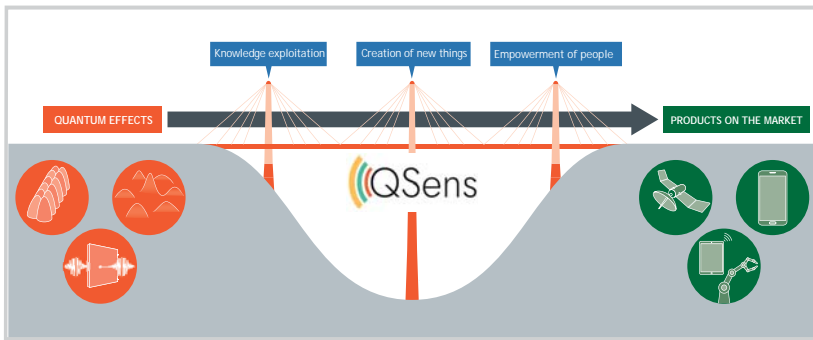 Knowledge exploitation
Creation of new things
Empowerment of people
QUANTUM EFFECTS
PRODUCTS ON THE MARKET
QSens